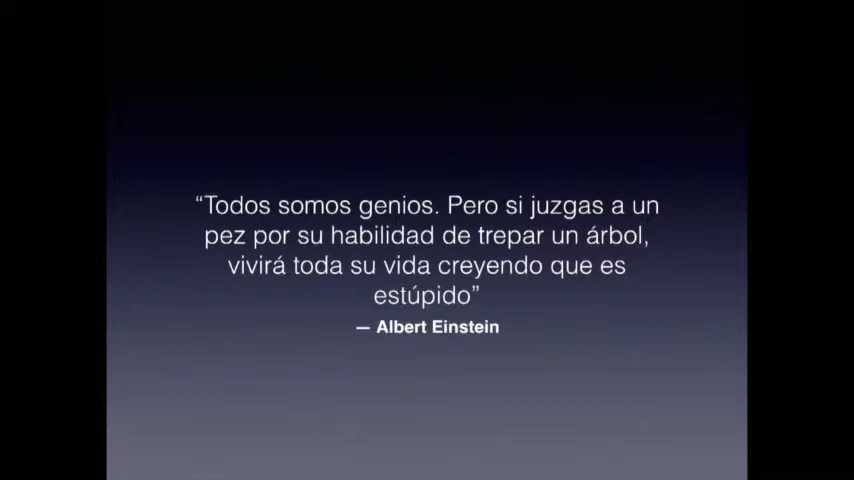 “Todos somos genios. Pero si juzgas a un
pez por su habilidad de trepar un árbol,
vivirá toda su vida creyendo que es
estúpido”
— Albert Einstein